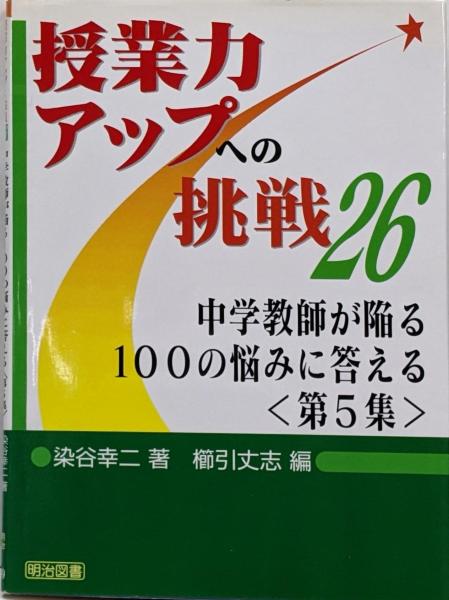 授業力
アップへの
挑戦26
中学教師が陥る
100の悩みに答える
<第5集>
染谷幸二 著 櫛引丈志 編
明治図書